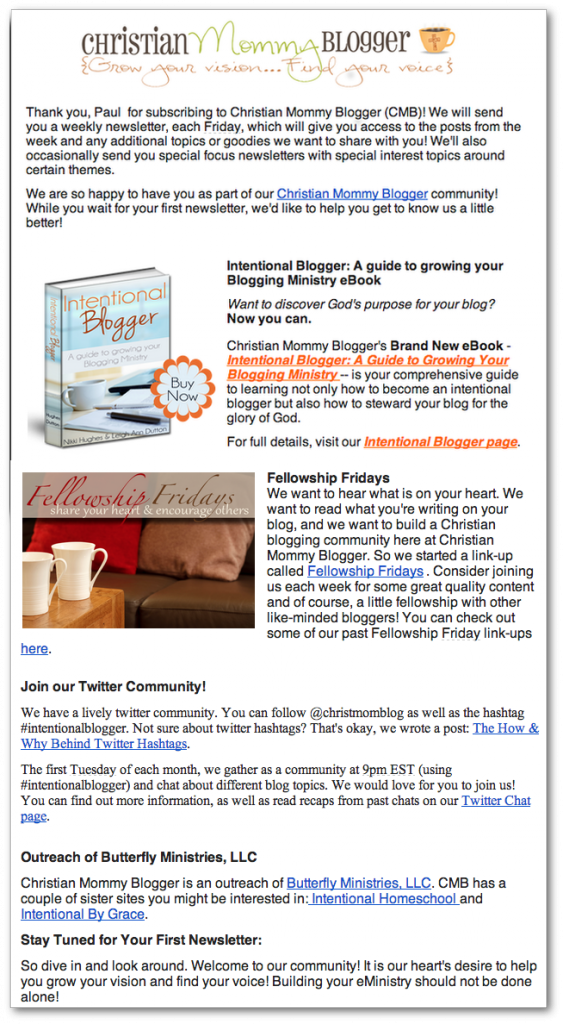 CHRISTIAN Mommy BLOGGER
{Grow your vision... Find your voice}
Thank you, Paul for subscribing to Christian Mommy Blogger (CMB)! We will send
you a weekly newsletter, each Friday, which will give you access to the posts from the
week and any additional topics or goodies we want to share with you! We'll also
occasionally send you special focus newsletters with special interest topics around
certain themes.
We are so happy to have you as part of our Christian Mommy Blogger community!
While you wait for your first newsletter, we'd like to help you get to know us a little
better!
Intentional
Blogger
A guide to growing your
Blogging Ministry
Nikki Hughes & Leigh Ann Dutton
Intentional Blogger
Buy
Now
Intentional Blogger: A guide to growing your
Blogging Ministry eBook
Want to discover God's purpose for your blog?
Now you can.
Christian Mommy Blogger's Brand New eBook -
Intentional Blogger: A Guide to Growing Your
Blogging Ministry -- is your comprehensive guide
to learning not only how to become an intentional
blogger but also how to steward your blog for the
glory of God.
For full details, visit our Intentional Blogger page.
Fellowship Fridays
share your heart & encourage others
Fellowship Fridays
We want to hear what is on your heart. We
want to read what you're writing on your
blog, and we want to build a Christian
blogging community here at Christian
Mommy Blogger. So we started a link-up
called Fellowship Fridays . Consider joining
us each week for some great quality content
and of course, a little fellowship with other
like-minded bloggers! You can check out
some of our past Fellowship Friday link-ups
here.
Join our Twitter Community!
We have a lively twitter community. You can follow @christmomblog as well as the hashtag
#intentionalblogger. Not sure about twitter hashtags? That's okay, we wrote a post: The How &
Why Behind Twitter Hashtags.
The first Tuesday of each month, we gather as a community at 9pm EST (using
#intentionalblogger) and chat about different blog topics. We would love for you to join us!
You can find out more information, as well as read recaps from past chats on our Twitter Chat
page.
Outreach of Butterfly Ministries, LLC
Christian Mommy Blogger is an outreach of Butterfly Ministries, LLC. CMB has a
couple of sister sites you might be interested in: Intentional Homeschool and
Intentional By Grace.
Stay Tuned for Your First Newsletter:
So dive in and look around. Welcome to our community! It is our heart's desire to help
you grow your vision and find your voice! Building your eMinistry should not be done
alone!